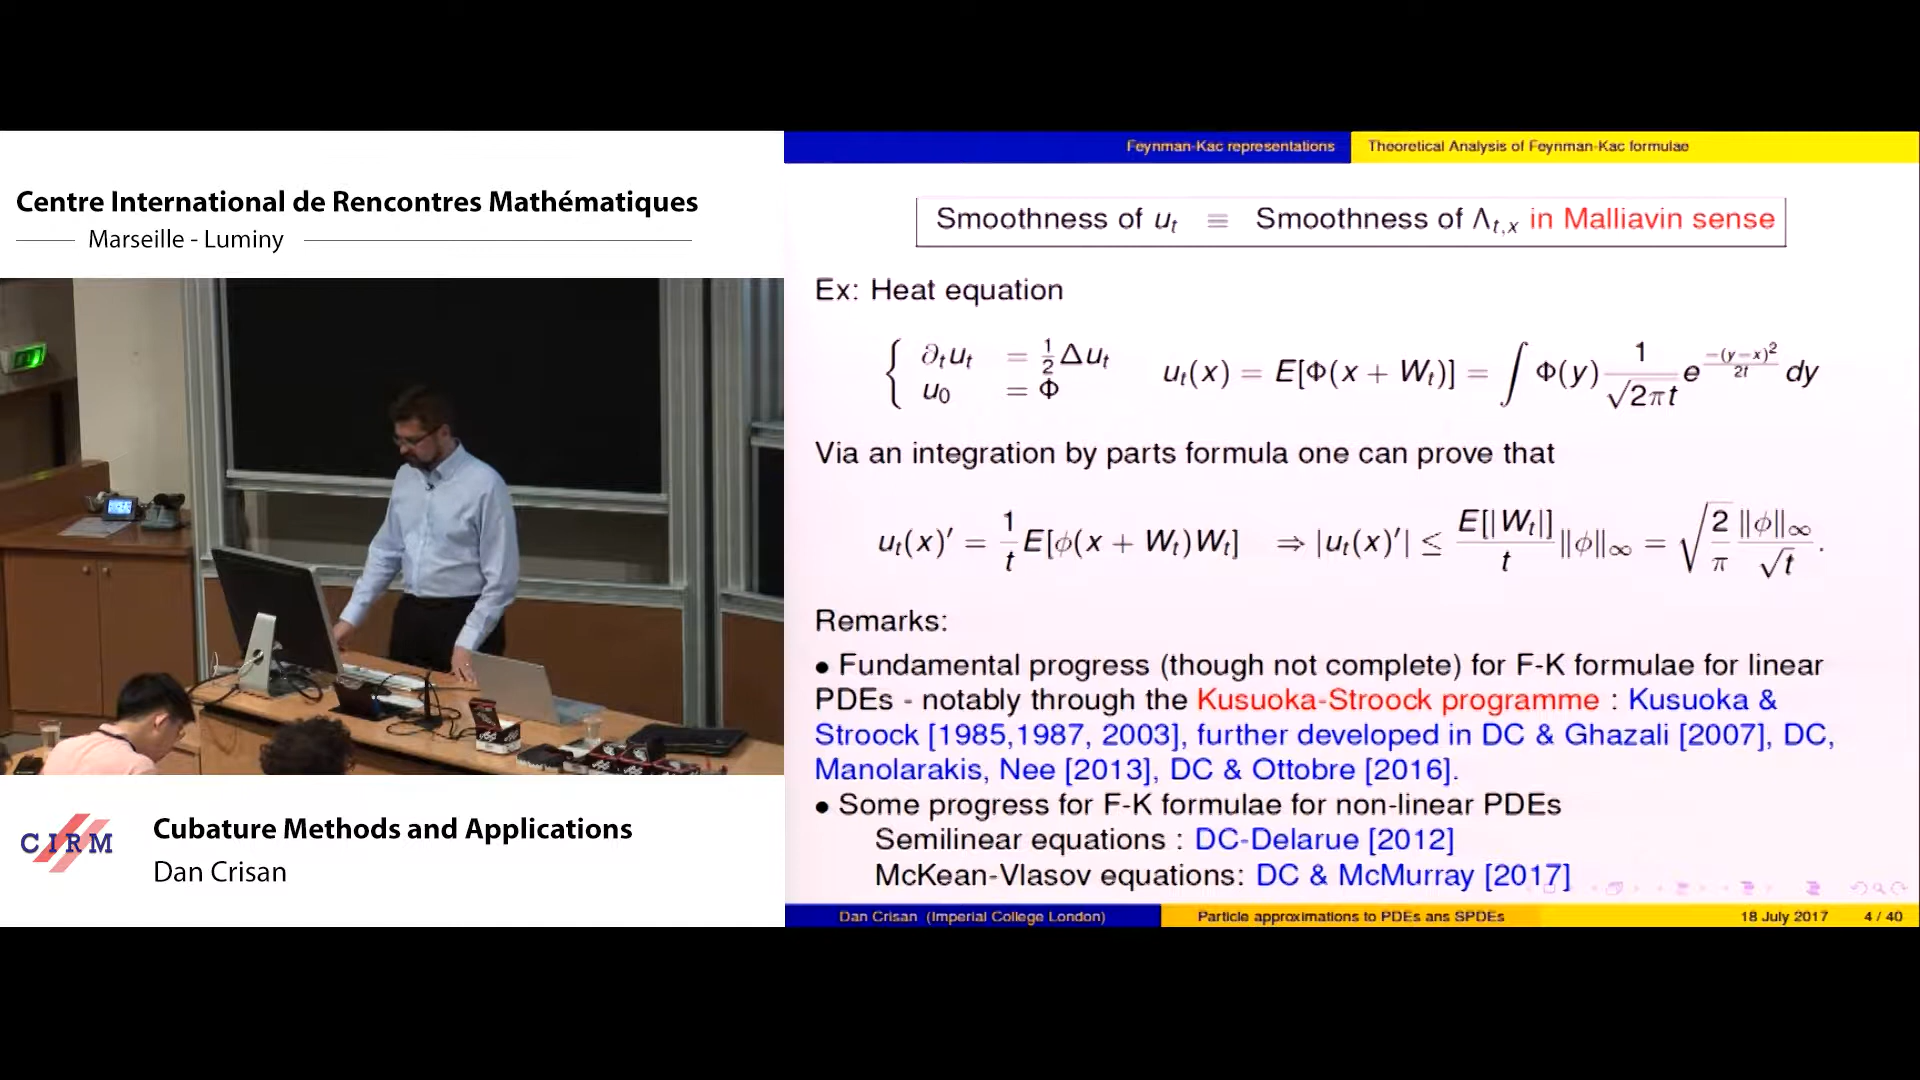 Centre International de Rencontres Mathématiques
Marseille - Luminy
CIRM
Cubature Methods and Applications
Dan Crisan
Feynman-Kac representations
Theoretical Analysis of Feynman-Kac formulae
Smoothness of u_t ≡ Smoothness of Λ_{t,x} in Malliavin sense
Ex: Heat equation
{ ∂_t u_t = 1/2 Δu_t
u_0 = Φ
u_t(x) = E[Φ(x + W_t)] = ∫ Φ(y) 1/√2πt e^{-(y-x)^2/2t} dy
Via an integration by parts formula one can prove that
u_t(x)′ = 1/t E[ϕ(x + W_t)W_t] ⇒ |u_t(x)′| ≤ E[|W_t|]/t ‖ϕ‖_∞ = √(2/π) ‖ϕ‖_∞/√t .
Remarks:
• Fundamental progress (though not complete) for F-K formulae for linear
PDEs - notably through the Kusuoka-Stroock programme : Kusuoka &
Stroock [1985,1987, 2003], further developed in DC & Ghazali [2007], DC,
Manolarakis, Nee [2013], DC & Ottobre [2016].
• Some progress for F-K formulae for non-linear PDEs
Semilinear equations : DC-Delarue [2012]
McKean-Vlasov equations: DC & McMurray [2017]
Dan Crisan (Imperial College London)
Particle approximations to PDEs ans SPDEs
18 July 2017
4 / 40